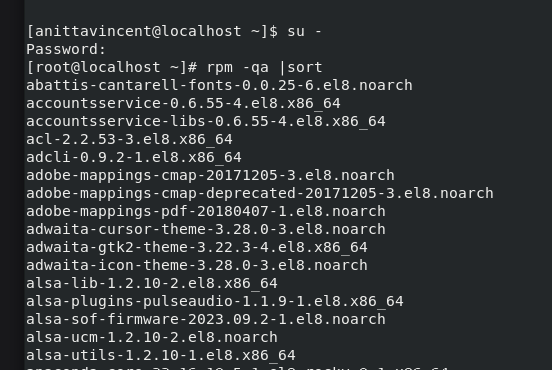 [anittavincent@localhost ~]$ su -
Password:
[root@localhost ~]# rpm -qa |sort
abattis-cantarell-fonts-0.0.25-6.el8.noarch
accountsservice-0.6.55-4.el8.x86_64
accountsservice-libs-0.6.55-4.el8.x86_64
acl-2.2.53-3.el8.x86_64
adcli-0.9.2-1.el8.x86_64
adobe-mappings-cmap-20171205-3.el8.noarch
adobe-mappings-cmap-deprecated-20171205-3.el8.noarch
adobe-mappings-pdf-20180407-1.el8.noarch
adwaita-cursor-theme-3.28.0-3.el8.noarch
adwaita-gtk2-theme-3.22.3-4.el8.x86_64
adwaita-icon-theme-3.28.0-3.el8.noarch
alsa-lib-1.2.10-2.el8.x86_64
alsa-plugins-pulseaudio-1.1.9-1.el8.x86_64
alsa-sof-firmware-2023.09.2-1.el8.noarch
alsa-ucm-1.2.10-2.el8.noarch
alsa-utils-1.2.10-1.el8.x86_64